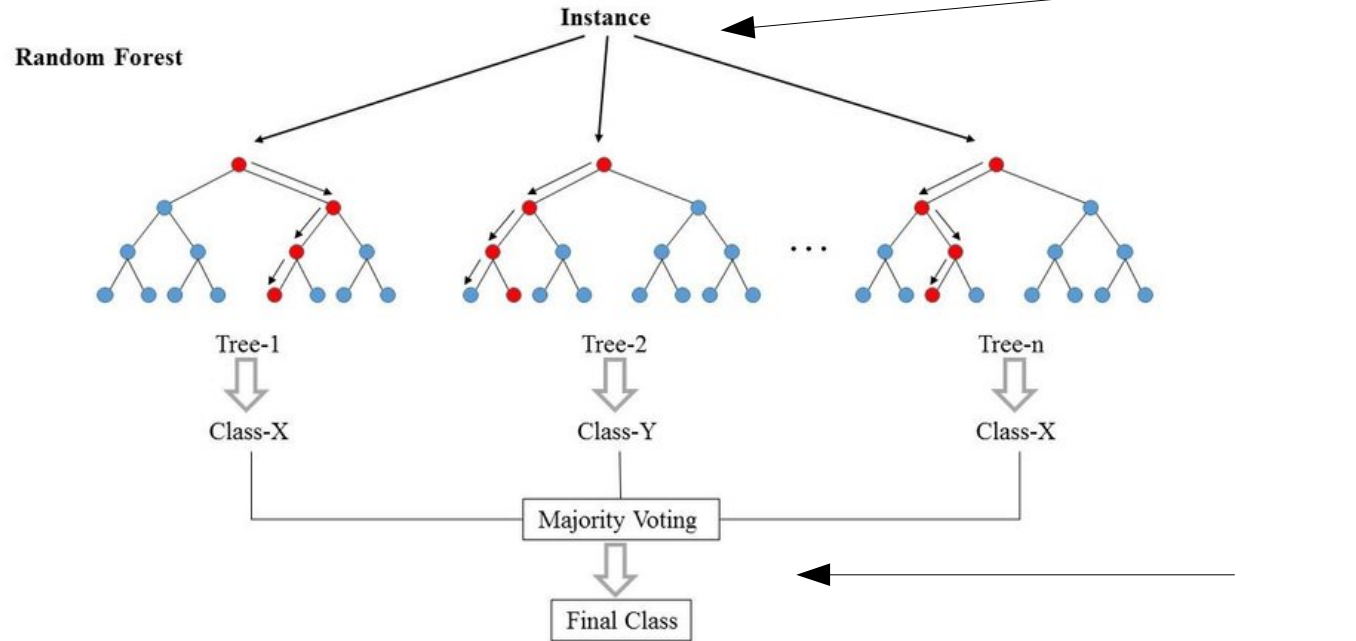 Instance
Random Forest
...
Tree-1 Tree-2 Tree-n
Class-X Class-Y Class-X
Majority Voting
Final Class